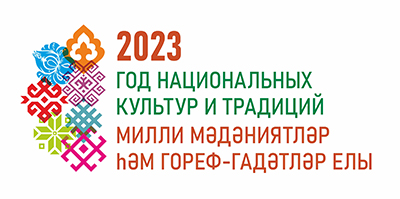 2023
ГОД НАЦИОНАЛЬНЫХ
КУЛЬТУР И ТРАДИЦИЙ
МИЛЛИ МӘДӘНИЯТЛӘР
ҺӘМ ГОРЕФ-ГАДӘТЛӘР ЕЛЫ